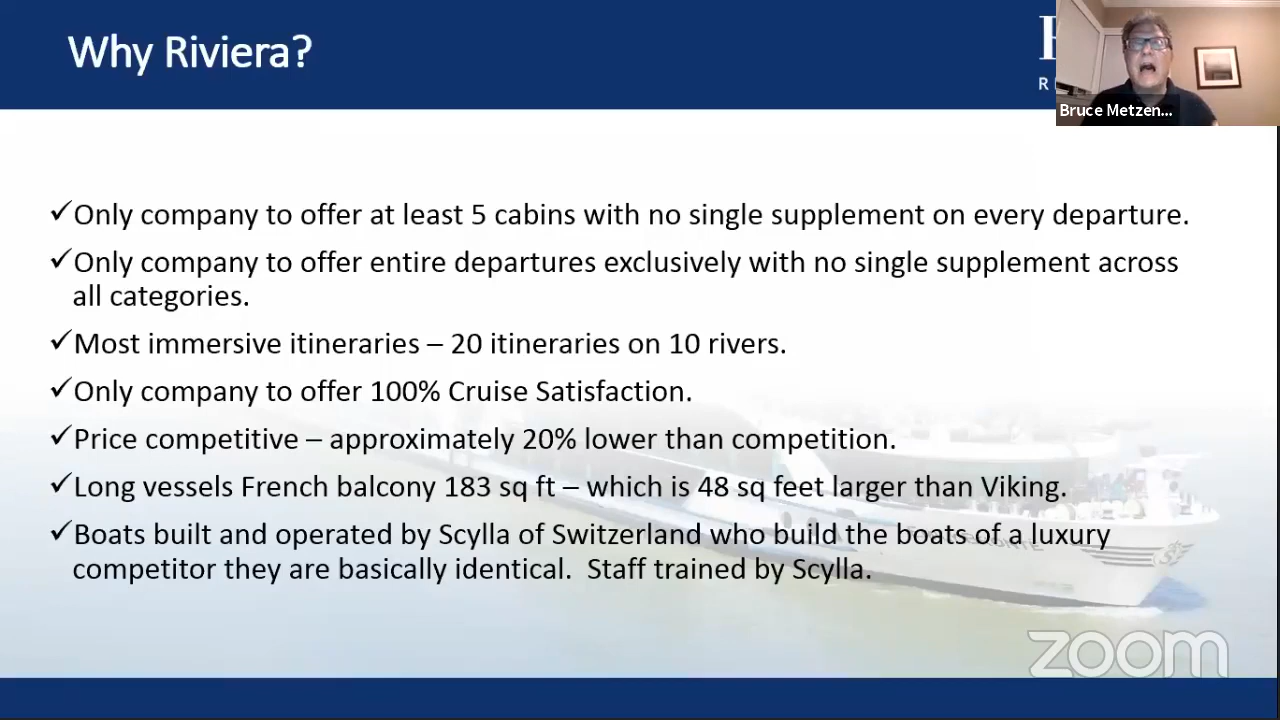 Why Riviera?
R
R
Bruce Metzen...
✓Only company to offer at least 5 cabins with no single supplement on every departure.
✓Only company to offer entire departures exclusively with no single supplement across
all categories.
✓Most immersive itineraries – 20 itineraries on 10 rivers.
✓Only company to offer 100% Cruise Satisfaction.
✓Price competitive – approximately 20% lower than competition.
✓Long vessels French balcony 183 sq ft – which is 48 sq feet larger than Viking.
✓Boats built and operated by Scylla of Switzerland who build the boats of a luxury
competitor they are basically identical.  Staff trained by Scylla.
zoom